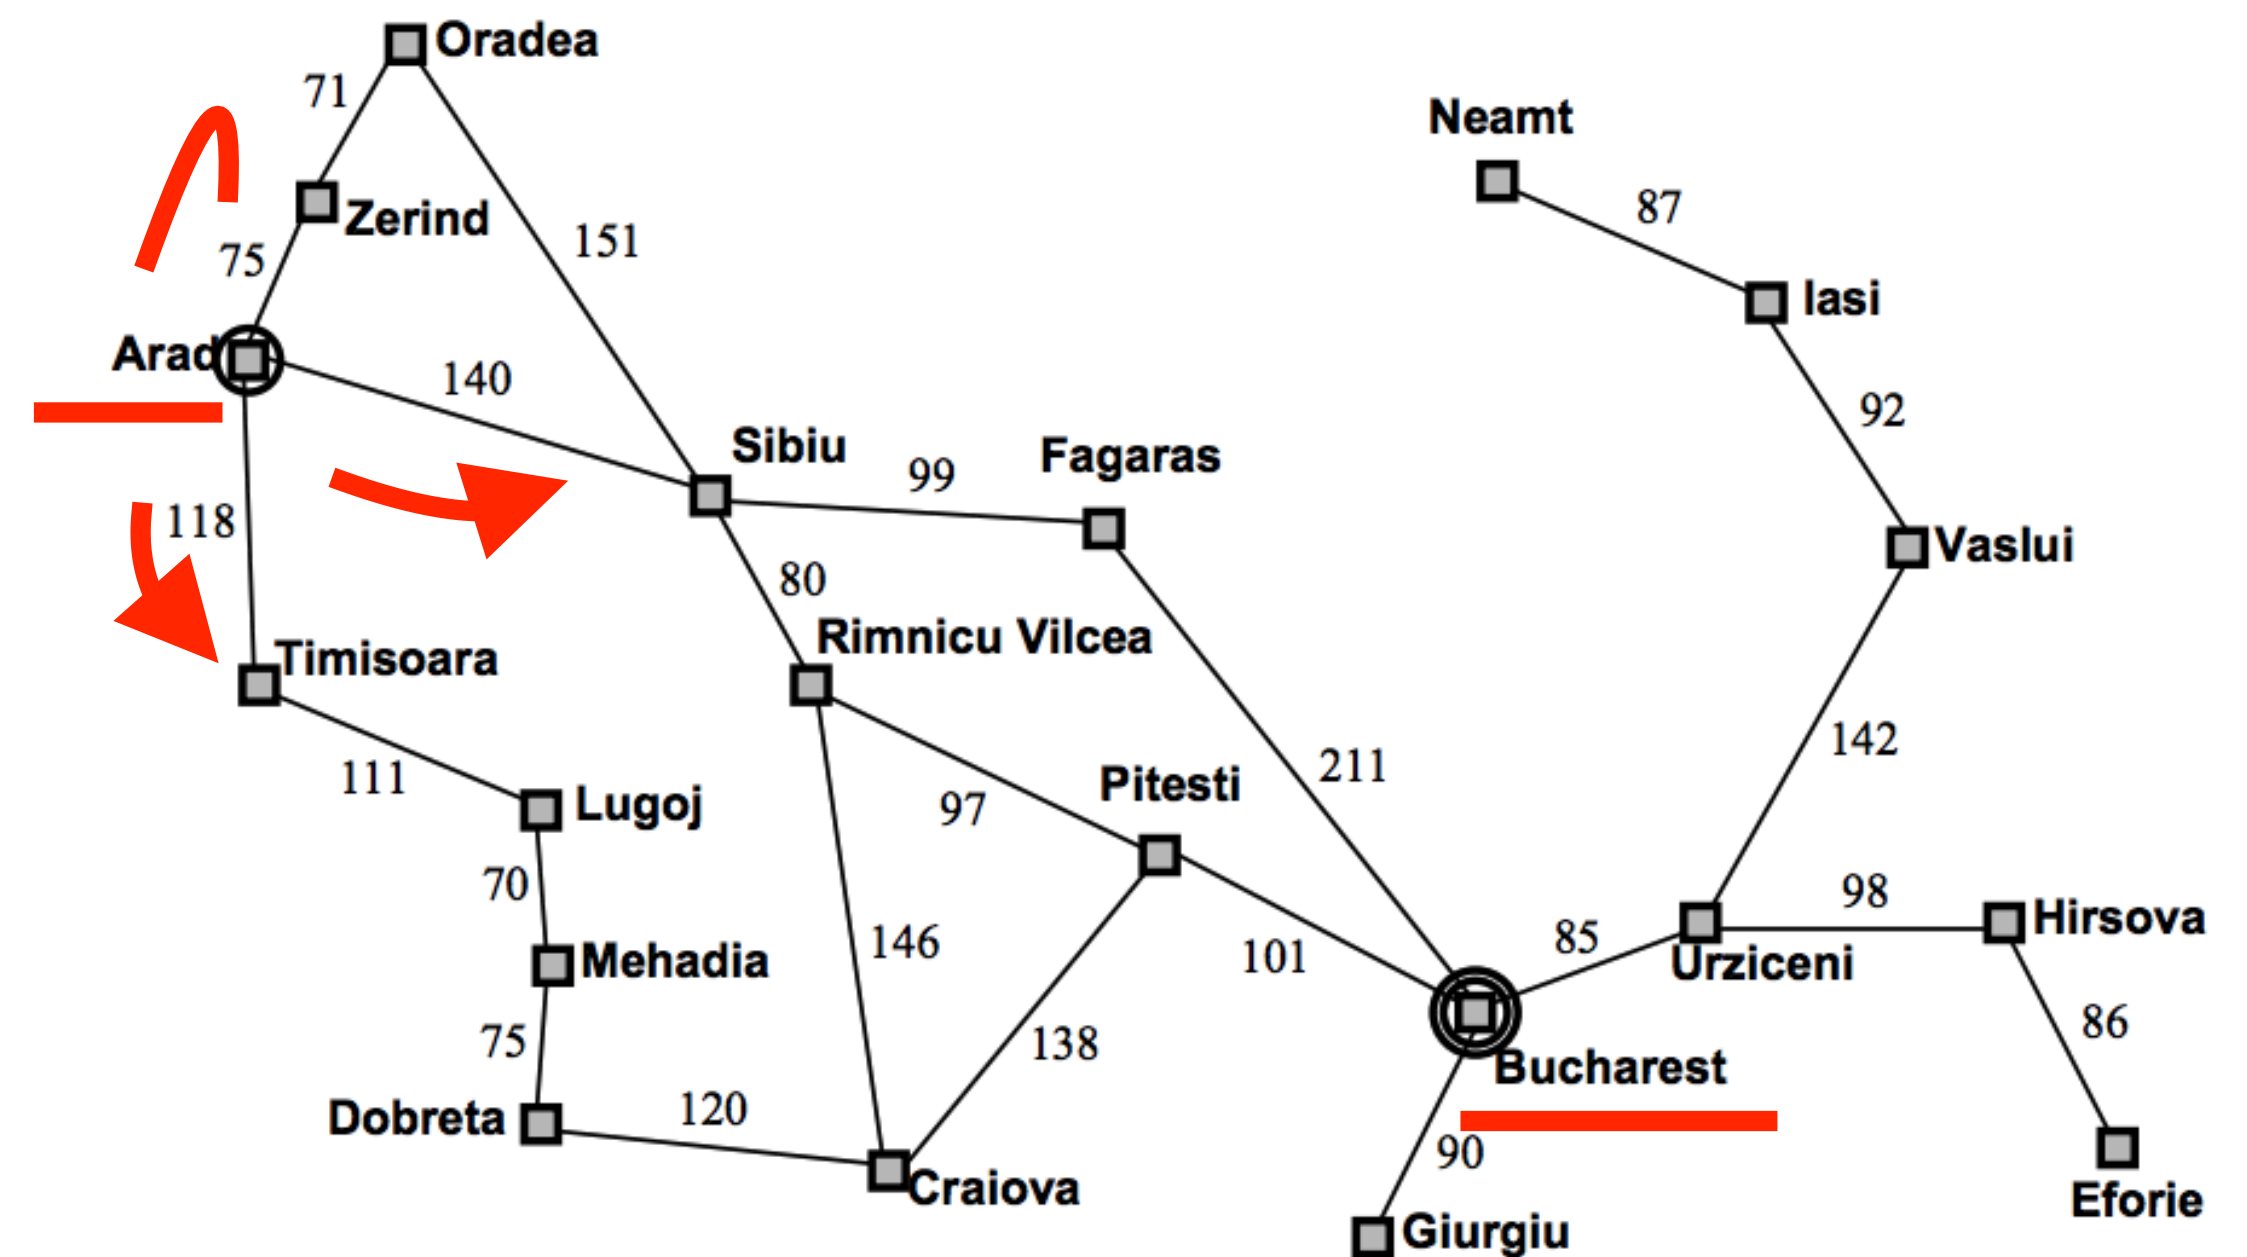 Oradea
71
Neamt
87
Zerind
151
75
Iasi
Arad
140
92
Sibiu
Fagaras
99
118
Vaslui
80
Rimnicu Vilcea
Timisoara
142
211
111
Pitesti
Lugoj
97
70
98
Hirsova
85
146
101
Urziceni
Mehadia
86
75
138
Bucharest
120
Dobreta
90
Craiova
Eforie
Giurgiu